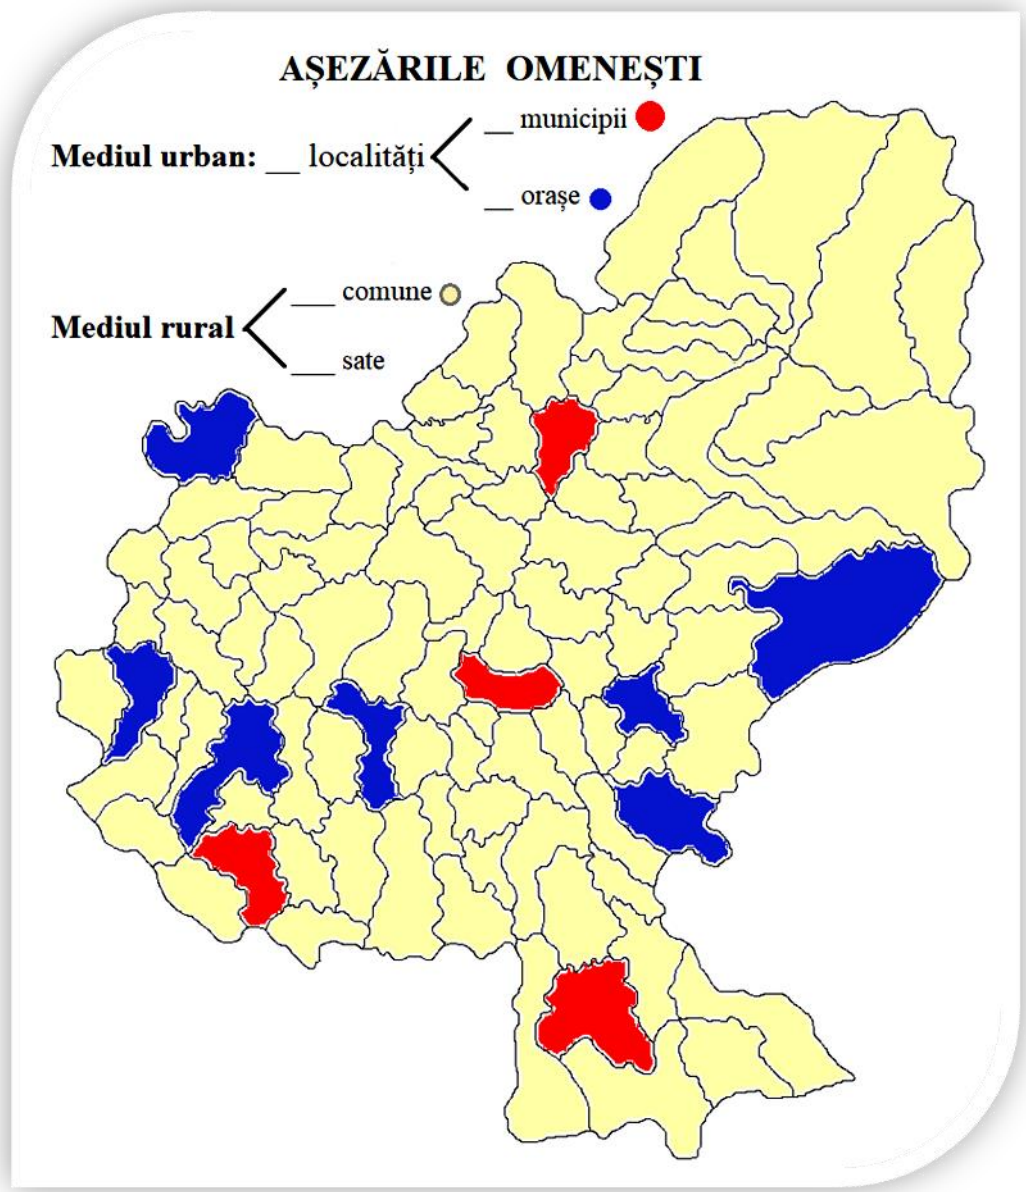 AȘEZĂRILE OMENEȘTI
Mediul urban: __ localități
__ municipii
__ orașe
Mediul rural
___ comune
___ sate